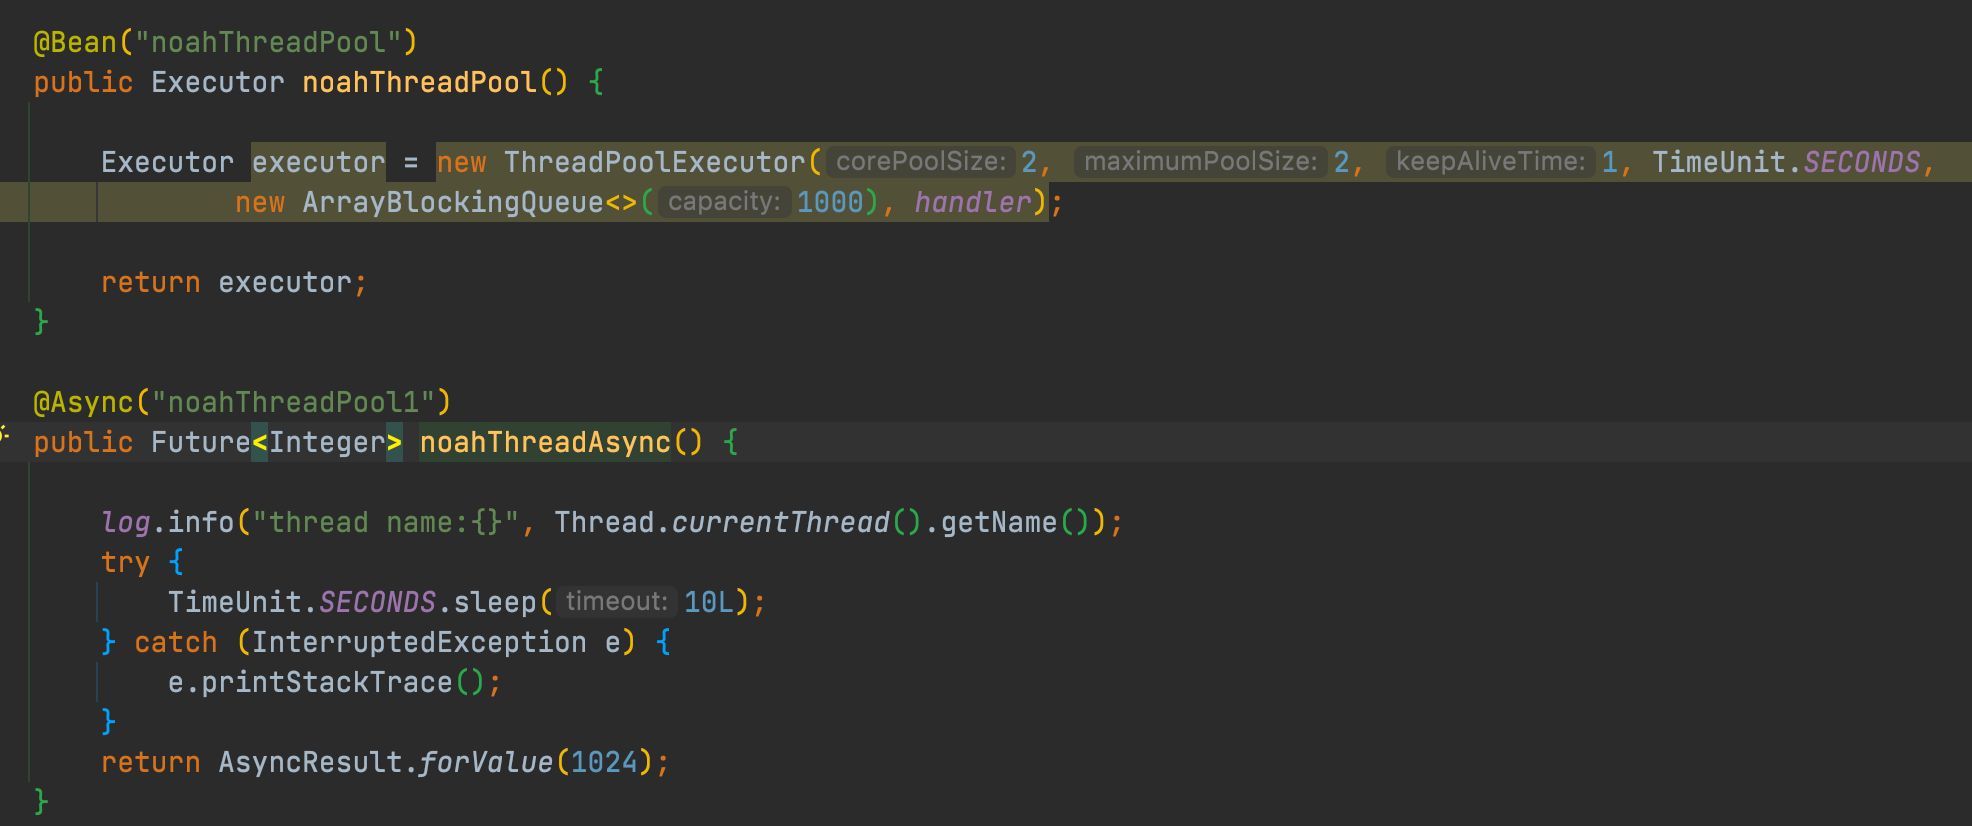 @Bean("noahThreadPool")
public Executor noahThreadPool() {
Executor executor = new ThreadPoolExecutor( corePoolSize: 2, maximumPoolSize: 2, keepAliveTime: 1, TimeUnit.SECONDS,
new ArrayBlockingQueue<>( capacity: 1000), handler);
return executor;
}
@Async("noahThreadPool1")
public Future<Integer> noahThreadAsync() {
log.info("thread name:{}", Thread.currentThread().getName());
try {
TimeUnit.SECONDS.sleep( timeout: 10L);
} catch (InterruptedException e) {
e.printStackTrace();
}
return AsyncResult.forValue(1024);
}